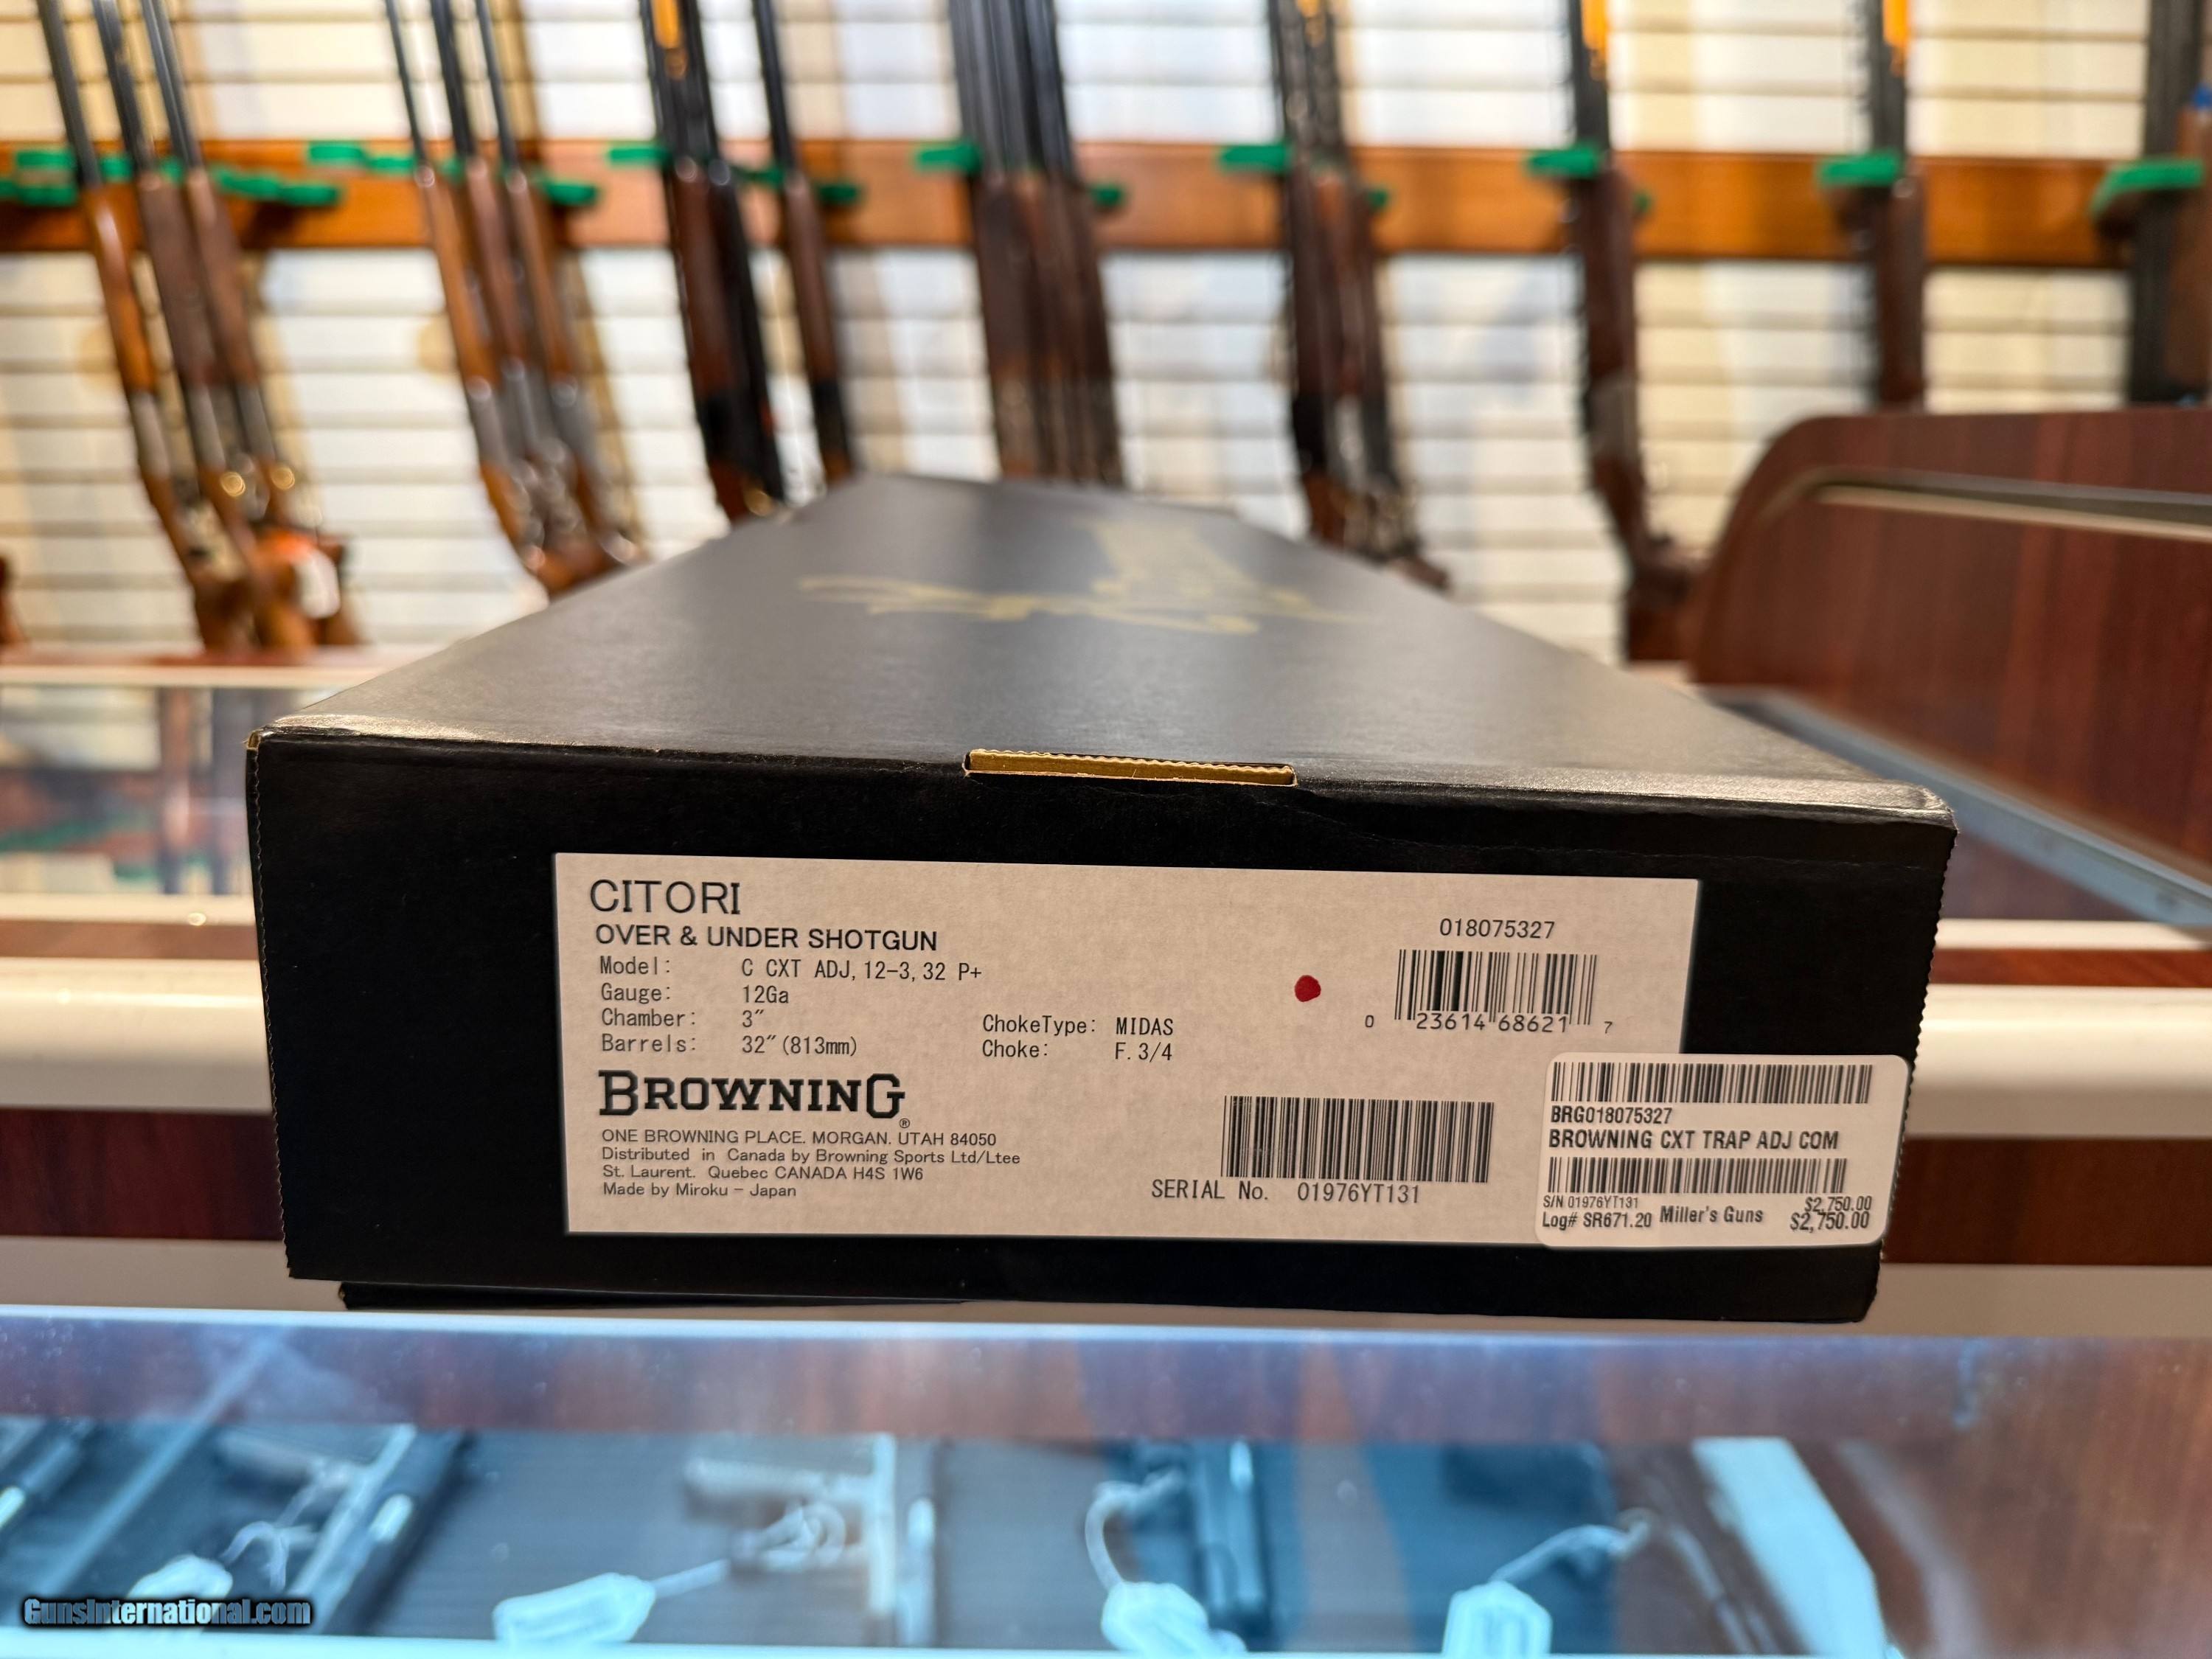 CITORI
OVER & UNDER SHOTGUN
Model: C CXT ADJ, 12-3, 32 P+
Gauge: 12Ga
Chamber: 3"
Barrels: 32"(813mm)
ChokeType: MIDAS
Choke: F. 3/4
BROWNING®
ONE BROWNING PLACE. MORGAN. UTAH 84050
Distributed in Canada by Browning Sports Ltd/Ltee
St. Laurent. Quebec CANADA H4S 1W6
Made by Miroku - Japan
018075327
0 23614 68621 7
SERIAL No. 01976YT131
BRG018075327
BROWNING CXT TRAP ADJ COM
S/N 01976YT131 $2,750.00
Log# SR671.20 Miller's Guns $2,750.00
GunsInternational.com